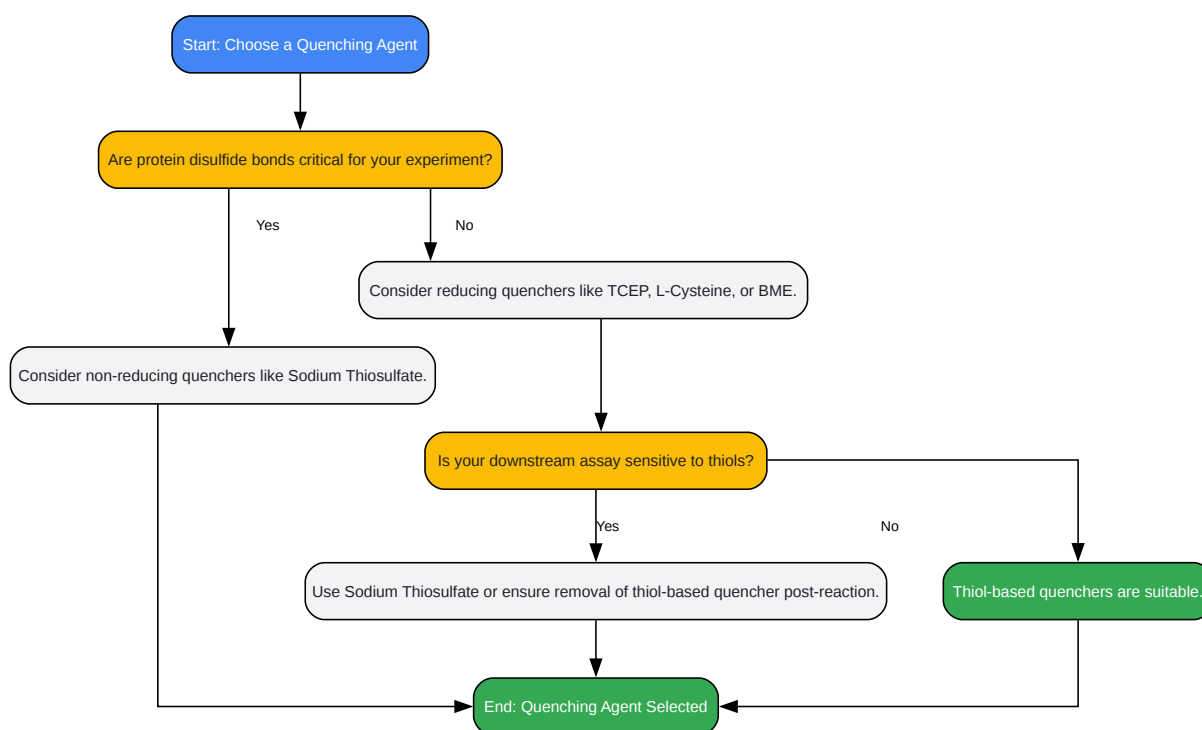 Start: Choose a Quenching Agent
Are protein disulfide bonds critical for your experiment?
Yes
No
Consider reducing quenchers like TCEP, L-Cysteine, or BME.
Consider non-reducing quenchers like Sodium Thiosulfate.
Is your downstream assay sensitive to thiols?
Yes
No
Use Sodium Thiosulfate or ensure removal of thiol-based quencher post-reaction.
Thiol-based quenchers are suitable.
End: Quenching Agent Selected